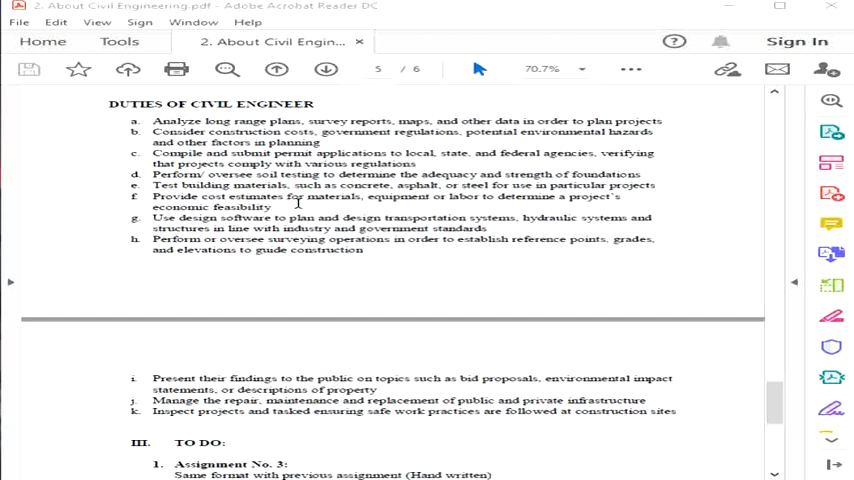 2. About Civil Engineering.pdf - Adobe Acrobat Reader DC
File Edit View Sign Window Help
Home Tools 2. About Civil Engin... × Sign In
5 / 6 70.7%
DUTIES OF CIVIL ENGINEER
a. Analyze long range plans, survey reports, maps, and other data in order to plan projects
b. Consider construction costs, government regulations, potential environmental hazards
and other factors in planning
c. Compile and submit permit applications to local, state. and federal agencies, verifying
that projects comply with various regulations
d. Perform/ oversee soil testing to determine the adequacy and strength of foundations
e. Test building materials, such as concrete, asphalt, or steel for use in particular projects
f. Provide cost estimates for materials, equipment or labor to determine a project's
economic feasibility
g. Use design software to plan and design transportation systems, hydraulic systems and
structures in line with industry and government standards
h. Perform or oversee surveying operations in order to establish reference points, grades,
and elevations to guide construction
i. Present their findings to the public on topics such as bid proposals, environmental impact
statements, or descriptions of property
j. Manage the repair, maintenance and replacement of public and private infrastructure
k. Inspect projects and tasked ensuring safe work practices are followed at construction sites
III. TO DO:
1. Assignment No. 3:
Same format with previous assignment (Hand written)